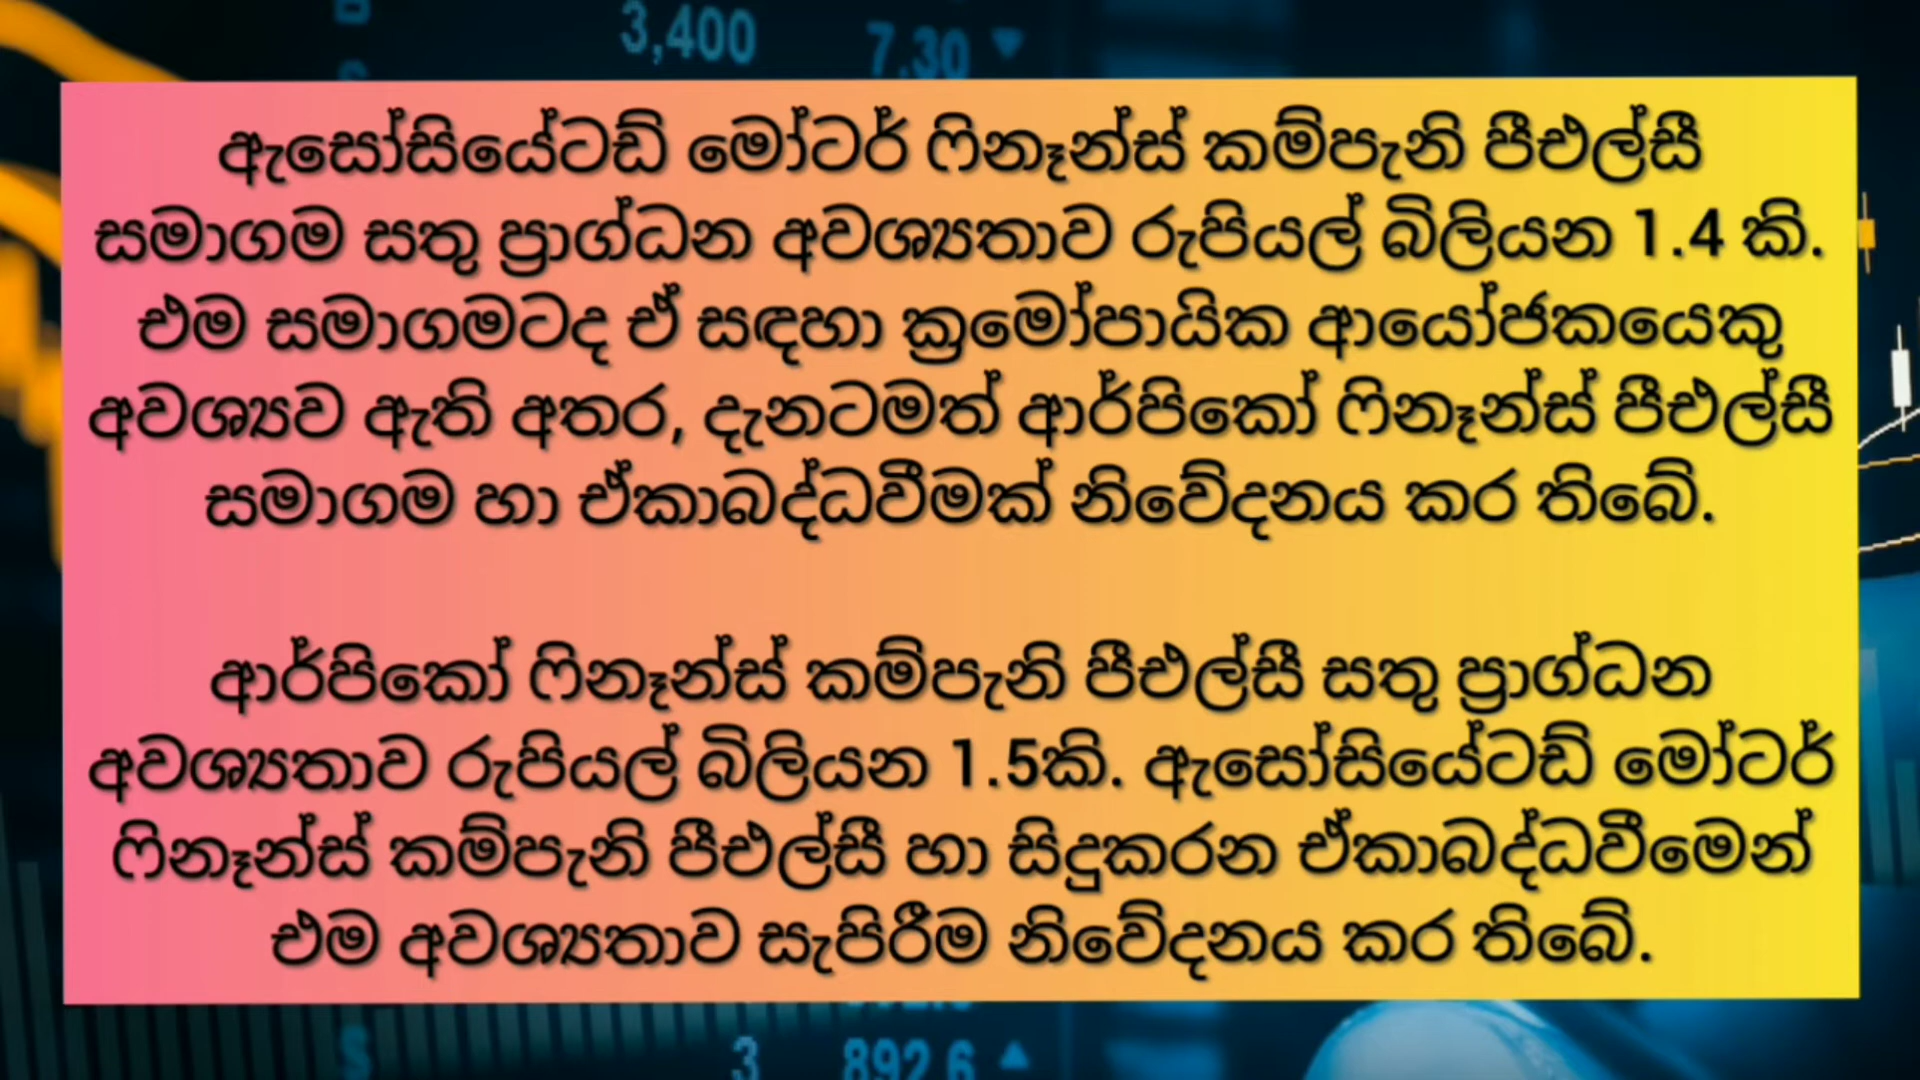 3,400
7.30 ▼
ඇසෝසියේටඩ් මෝටර් ෆිනෑන්ස් කම්පැනි පීඑල්සී
සමාගම සතු ප්‍රාග්ධන අවශ්‍යතාව රුපියල් බිලියන 1.4 කි.
එම සමාගමටද ඒ සඳහා ක්‍රමෝපායික ආයෝජකයෙකු
අවශ්‍යව ඇති අතර, දැනටමත් ආර්පිකෝ ෆිනෑන්ස් පීඑල්සී
සමාගම හා ඒකාබද්ධවීමක් නිවේදනය කර තිබේ.
ආර්පිකෝ ෆිනෑන්ස් කම්පැනි පීඑල්සී සතු ප්‍රාග්ධන
අවශ්‍යතාව රුපියල් බිලියන 1.5කි. ඇසෝසියේටඩ් මෝටර්
ෆිනෑන්ස් කම්පැනි පීඑල්සී හා සිදුකරන ඒකාබද්ධවීමෙන්
එම අවශ්‍යතාව සැපිරීම නිවේදනය කර තිබේ.
3
892.6 ▲